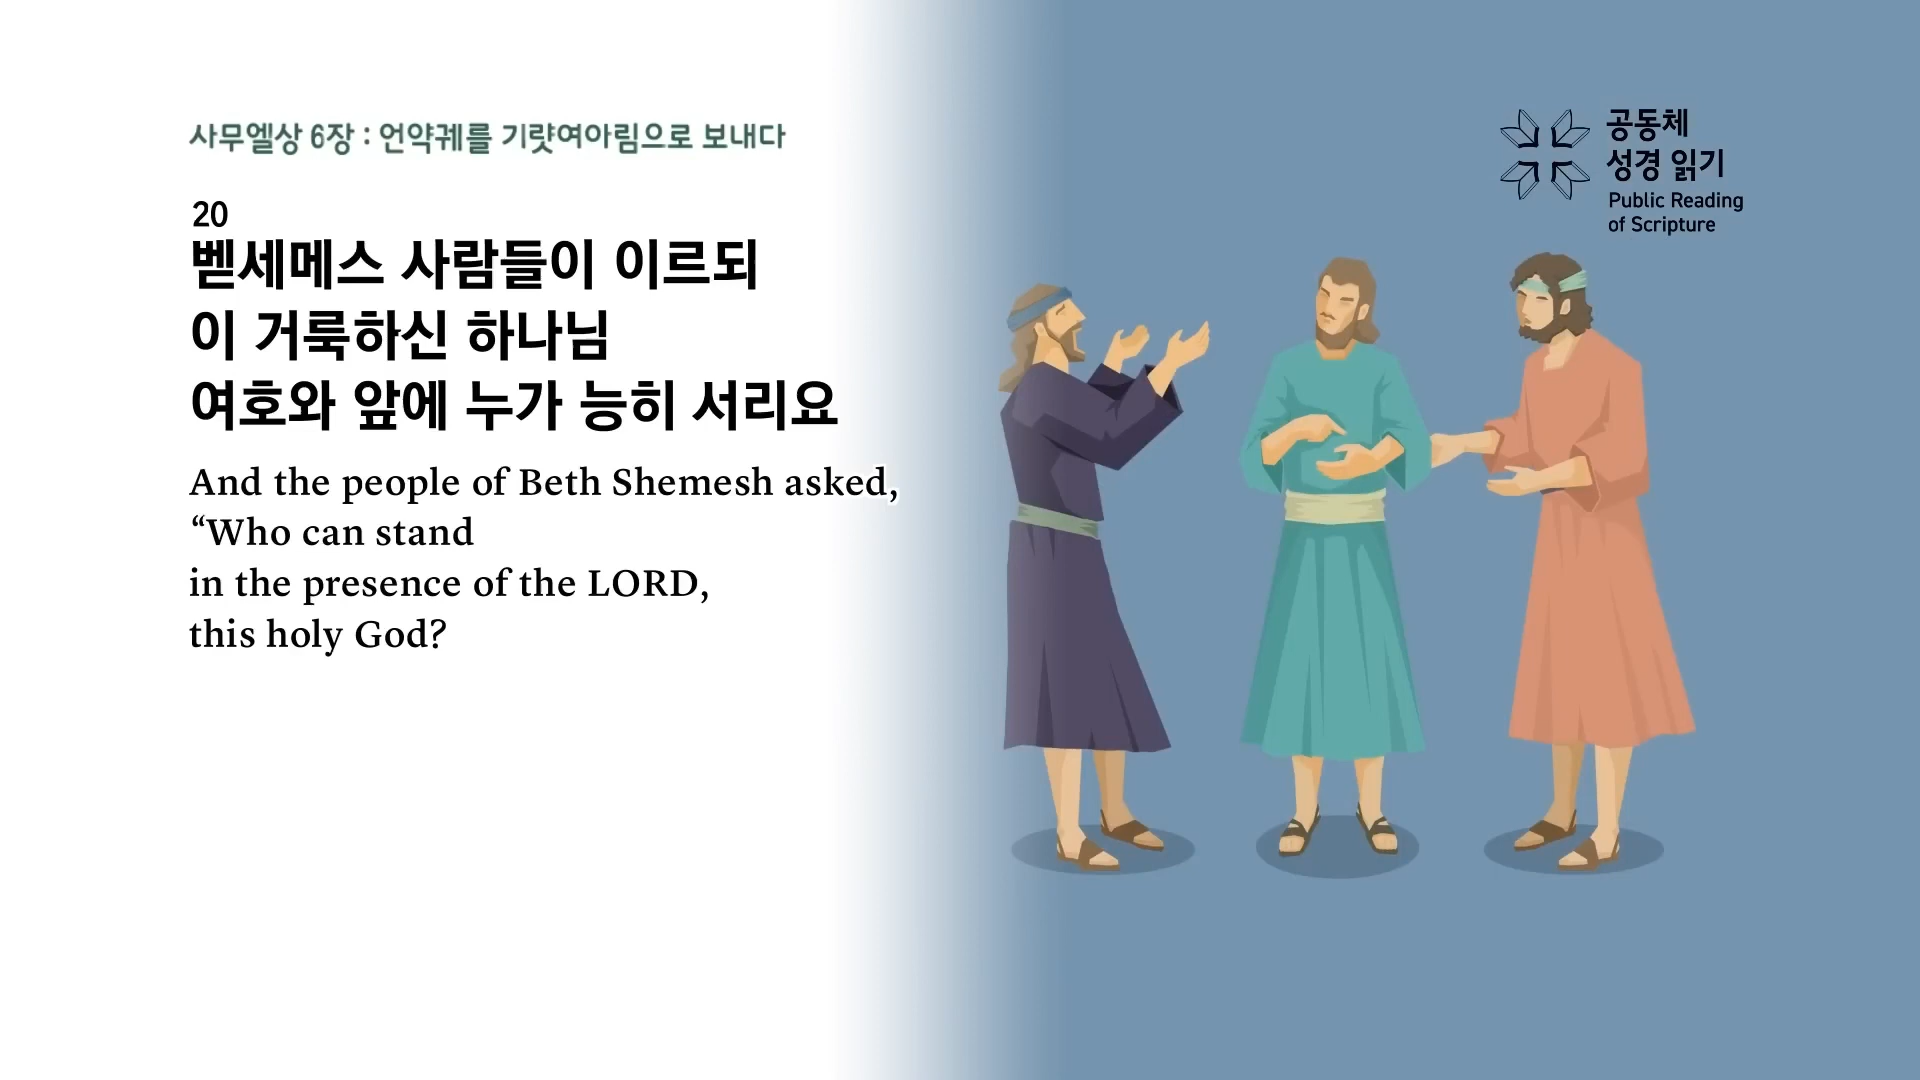 사무엘상 6장 : 언약궤를 기럇여아림으로 보내다
20
벧세메스 사람들이 이르되
이 거룩하신 하나님
여호와 앞에 누가 능히 서리요
And the people of Beth Shemesh asked,
“Who can stand
in the presence of the LORD,
this holy God?
공동체
성경 읽기
Public Reading
of Scripture